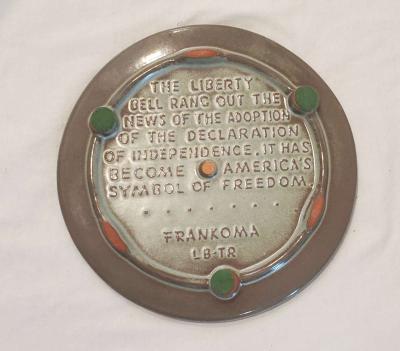 THE LIBERTY
BELL RANG OUT THE
NEWS OF THE ADOPTION
OF THE DECLARATION
OF INDEPENDENCE. IT HAS
BECOME AMERICA'S
SYMBOL OF FREEDOM
. . . . . . .
FRANKOMA
LB-TR